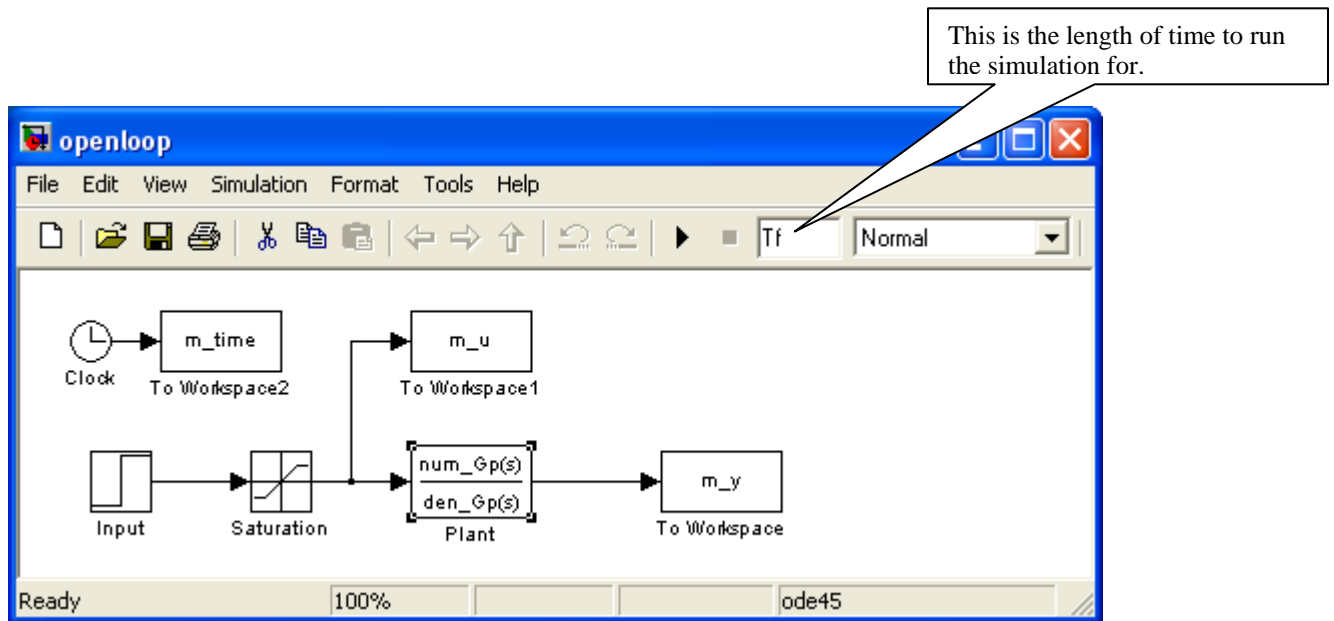 This is the length of time to run
the simulation for.
openloop
File Edit View Simulation Format Tools Help
Tf Normal
m_time m_u
Clock To Workspace2 To Workspace1
num_Gp(s)
den_Gp(s) m_y
Input Saturation Plant To Workspace
Ready 100% ode45